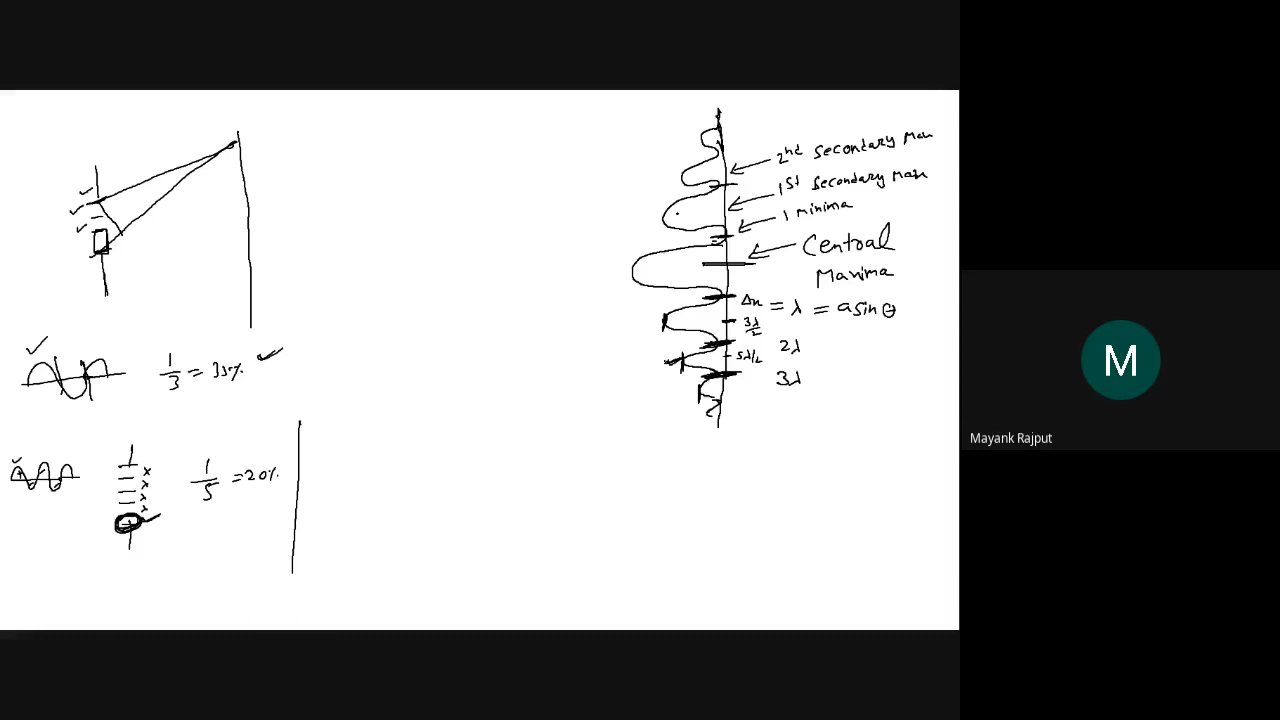 2nd secondary max
1st secondary max
1 minima
Central
Maxima
Δx = λ = a sin θ
3λ/2
2λ
5λ/2
3λ
1/3 = 33%
x
x
x
x
1/5 = 20%
M
Mayank Rajput